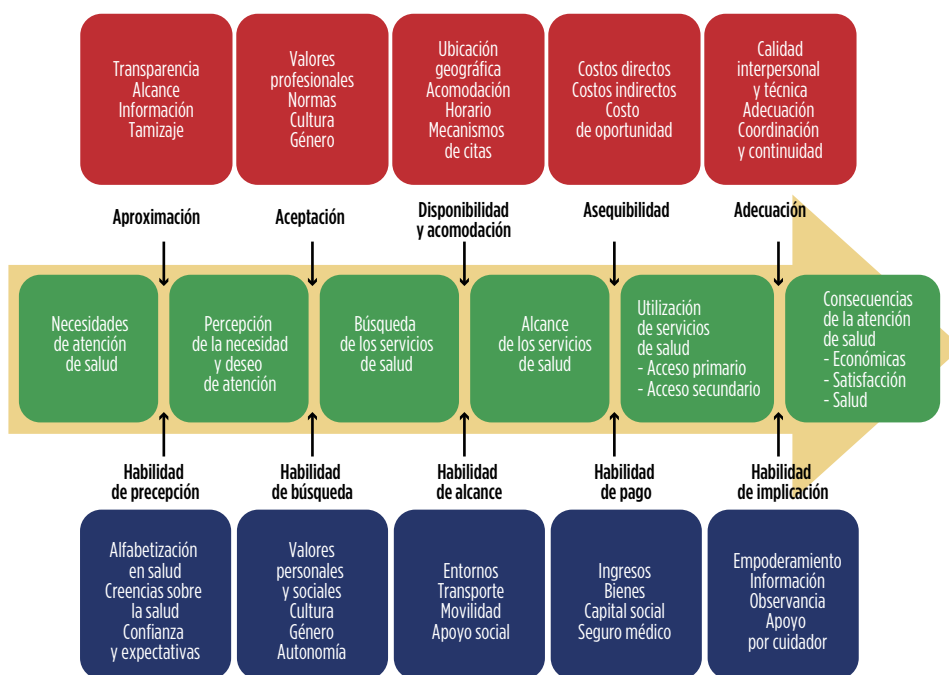 Transparencia
Alcance
Información
Tamizaje
Valores
profesionales
Normas
Cultura
Género
Ubicación
geográfica
Acomodación
Horario
Mecanismos
de citas
Costos directos
Costos indirectos
Costo
de oportunidad
Calidad
interpersonal
y técnica
Adecuación
Coordinación
y continuidad
Aproximación
Aceptación
Disponibilidad
y acomodación
Asequibilidad
Adecuación
Necesidades
de atención
de salud
Percepción
de la necesidad
y deseo
de atención
Búsqueda
de los servicios
de salud
Alcance
de los servicios
de salud
Utilización
de servicios
de salud
- Acceso primario
- Acceso secundario
Consecuencias
de la atención
de salud
- Económicas
- Satisfacción
- Salud
Habilidad
de precepción
Habilidad
de búsqueda
Habilidad
de alcance
Habilidad
de pago
Habilidad
de implicación
Alfabetización
en salud
Creencias sobre
la salud
Confianza
y expectativas
Valores
personales
y sociales
Cultura
Género
Autonomía
Entornos
Transporte
Movilidad
Apoyo social
Ingresos
Bienes
Capital social
Seguro médico
Empoderamiento
Información
Observancia
Apoyo
por cuidador